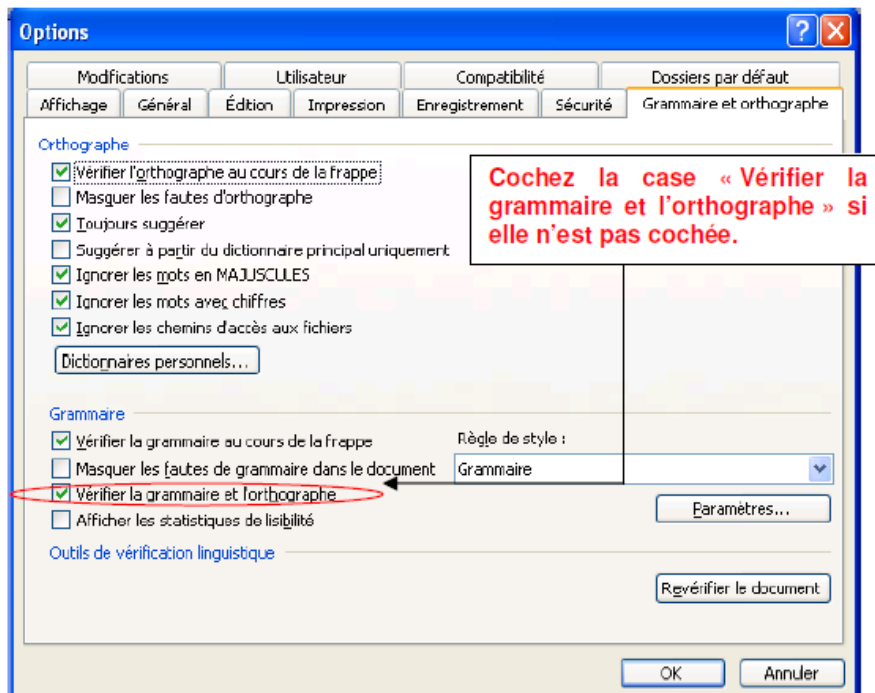 Options
Modifications Utilisateur Compatibilité Dossiers par défaut
Affichage Général Édition Impression Enregistrement Sécurité Grammaire et orthographe
Orthographe
Vérifier l'orthographe au cours de la frappe
Masquer les fautes d'orthographe
Toujours suggérer
Suggérer à partir du dictionnaire principal uniquement
Ignorer les mots en MAJUSCULES
Ignorer les mots avec chiffres
Ignorer les chemins d'accès aux fichiers
Dictionnaires personnels...
Cochez la case « Vérifier la
grammaire et l'orthographe » si
elle n'est pas cochée.
Grammaire
Vérifier la grammaire au cours de la frappe
Masquer les fautes de grammaire dans le document
Vérifier la grammaire et l'orthographe
Afficher les statistiques de lisibilité
Règle de style :
Grammaire
Paramètres...
Outils de vérification linguistique
Revérifier le document
OK Annuler